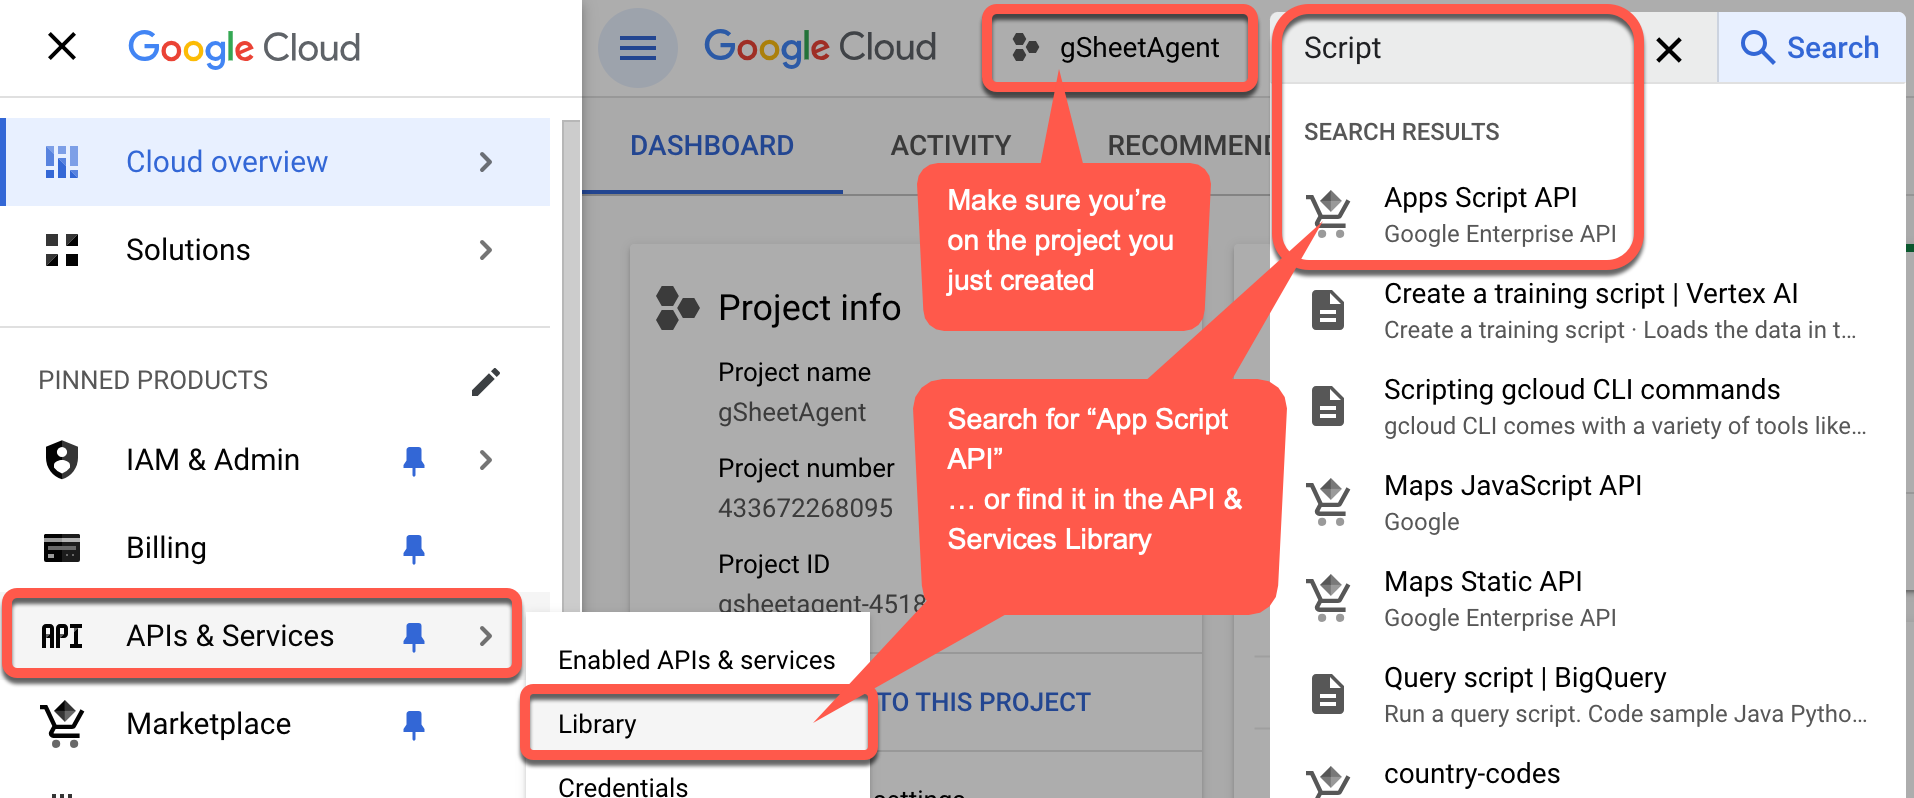 Google Cloud
Cloud overview
Solutions
PINNED PRODUCTS
IAM & Admin
Billing
API APIs & Services
Marketplace
Enabled APIs & services
Library
Credentials
Google Cloud
gSheetAgent
DASHBOARD
ACTIVITY
RECOMMEND
Make sure you’re
on the project you
just created
Project info
Project name
gSheetAgent
Project number
433672268095
Project ID
gsheetagent-4518
Search for “App Script
API”
… or find it in the API &
Services Library
TO THIS PROJECT
settings
Script
Search
SEARCH RESULTS
Apps Script API
Google Enterprise API
Create a training script | Vertex AI
Create a training script · Loads the data in t...
Scripting gcloud CLI commands
gcloud CLI comes with a variety of tools like...
Maps JavaScript API
Google
Maps Static API
Google Enterprise API
Query script | BigQuery
Run a query script. Code sample Java Pytho...
country-codes